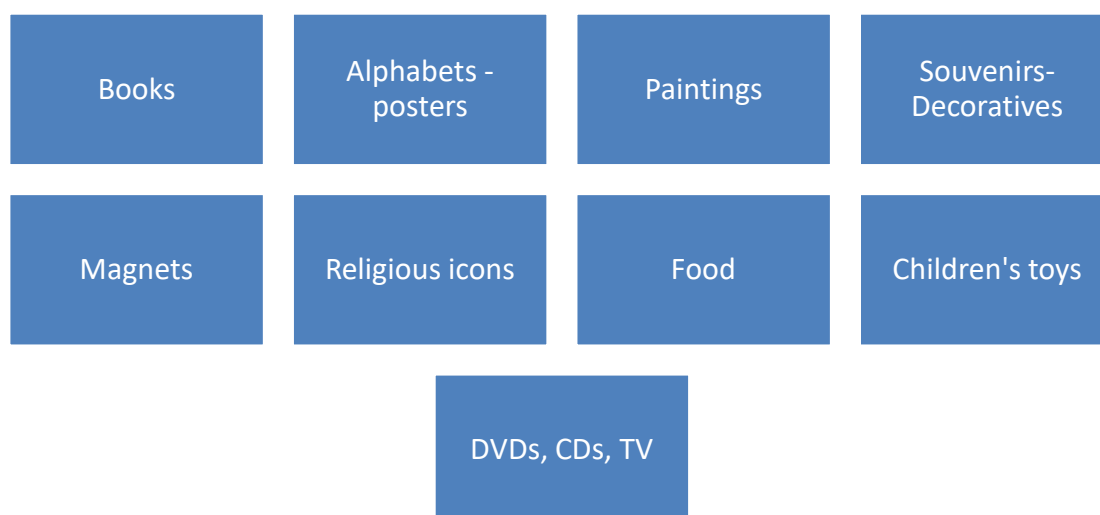 Books
Alphabets -
posters
Paintings
Souvenirs-
Decoratives
Magnets
Religious icons
Food
Children's toys
DVDs, CDs, TV